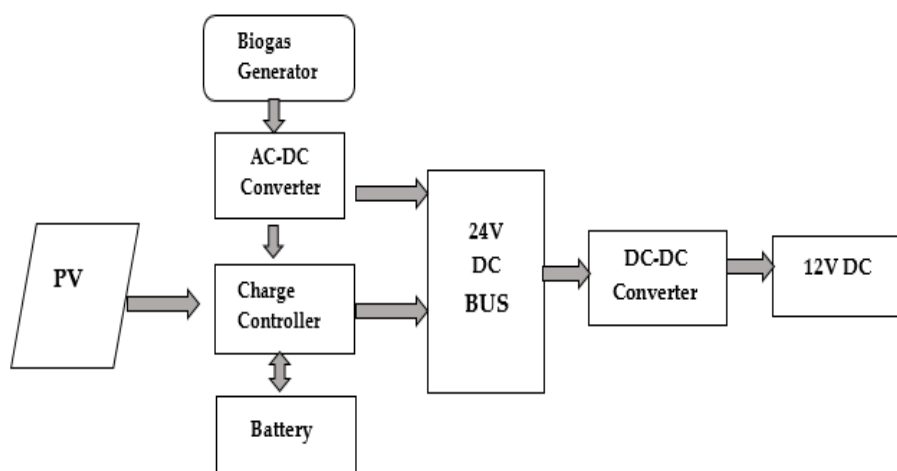 Biogas
Generator
AC-DC
Converter
PV
Charge
Controller
Battery
24V
DC
BUS
DC-DC
Converter
12V DC